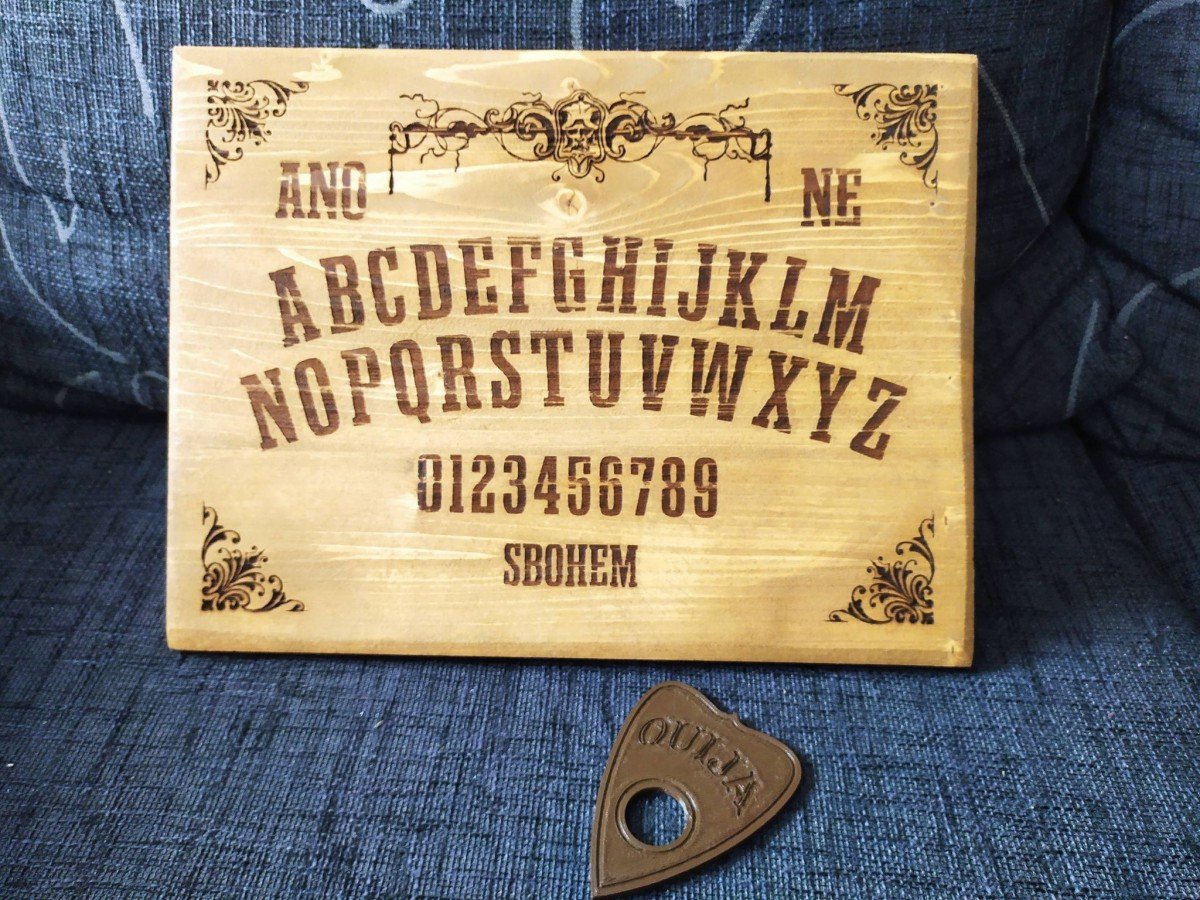 ANO NE
ABCDEFGHIJKLM
NOPQRSTUVWXYZ
0123456789
SBOHEM
OUIJA